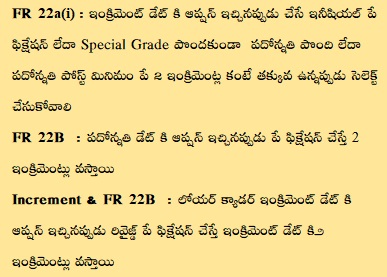 FR 22a(i) : ఇంక్రిమెంట్ డేట్ కి ఆప్షన్ ఇచ్చినప్పుడు చేసే ఇనీషియల్ పే
ఫిక్షేషన్ లేదా Special Grade పొందకుండా పదోన్నతి పొంది లేదా
పదోన్నతి పోస్ట్ మినిమం పే ౨ ఇంక్రిమెంట్ల కంటే తక్కువ ఉన్నప్పుడు సెలెక్ట్
చేసుకోవాలి
FR 22B : పదోన్నతి డేట్ కి ఆప్షన్ ఇచ్చినప్పుడు పే ఫిక్షేషన్ చేస్తే 2
ఇంక్రిమెంట్లు వస్తాయి
Increment & FR 22B : లోయర్ క్యాడర్ ఇంక్రిమెంట్ డేట్ కి
ఆప్షన్ ఇచ్చినప్పుడు రివైజ్డ్ పే ఫిక్షేషన్ చేస్తే ఇంక్రిమెంట్ డేట్ కి౨
ఇంక్రిమెంట్లు వస్తాయి